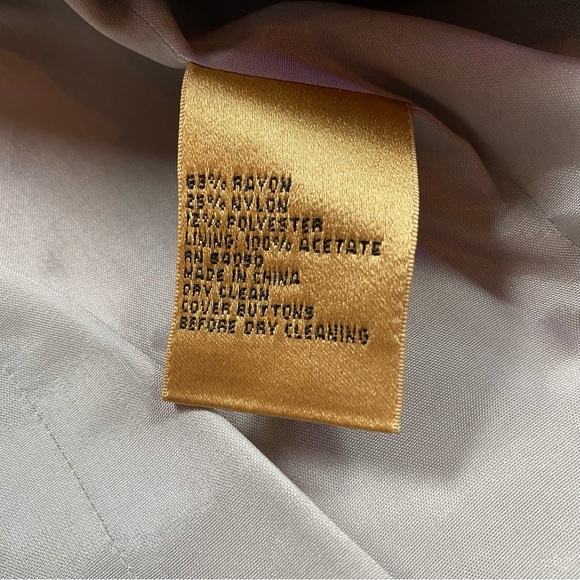 63% RAYON
25% NYLON
12% POLYESTER
LINING: 100% ACETATE
RN 64050
MADE IN CHINA
DRY CLEAN
COVER BUTTONS
BEFORE DRY CLEANING